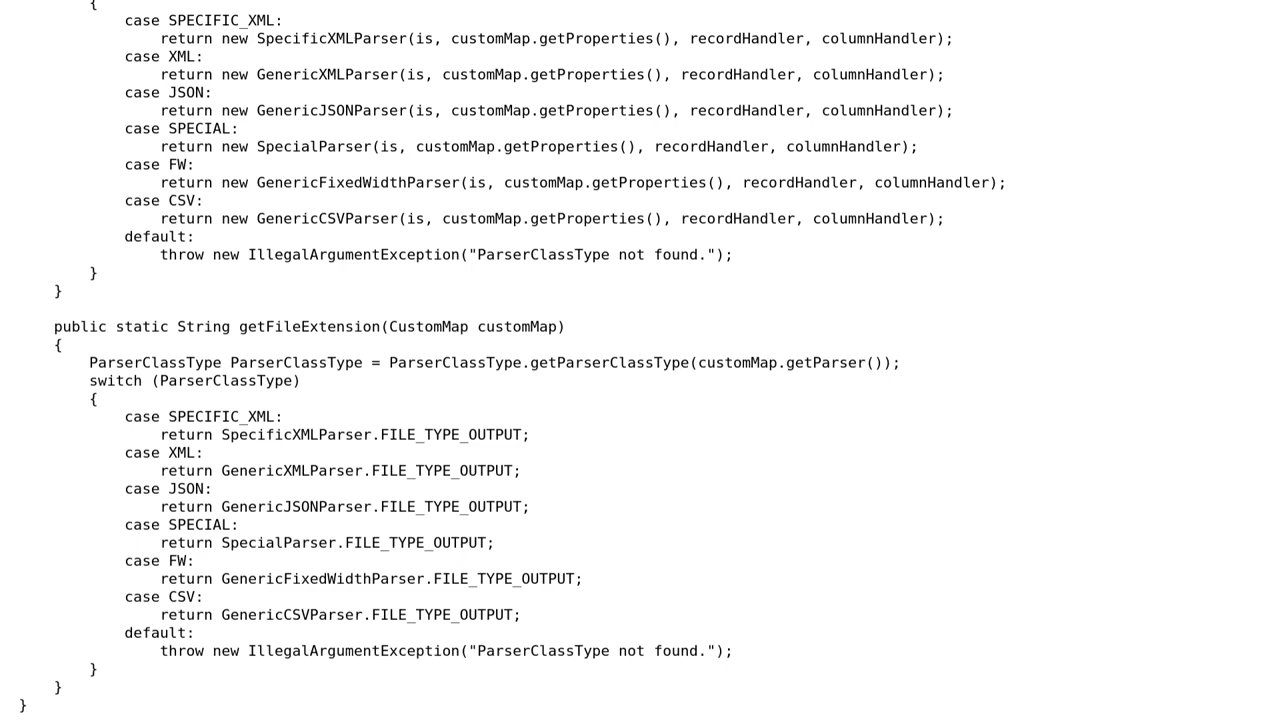 {
case SPECIFIC_XML:
return new SpecificXMLParser(is, customMap.getProperties(), recordHandler, columnHandler);
case XML:
return new GenericXMLParser(is, customMap.getProperties(), recordHandler, columnHandler);
case JSON:
return new GenericJSONParser(is, customMap.getProperties(), recordHandler, columnHandler);
case SPECIAL:
return new SpecialParser(is, customMap.getProperties(), recordHandler, columnHandler);
case FW:
return new GenericFixedWidthParser(is, customMap.getProperties(), recordHandler, columnHandler);
case CSV:
return new GenericCSVParser(is, customMap.getProperties(), recordHandler, columnHandler);
default:
throw new IllegalArgumentException("ParserClassType not found.");
}
}
public static String getFileExtension(CustomMap customMap)
{
ParserClassType ParserClassType = ParserClassType.getParserClassType(customMap.getParser());
switch (ParserClassType)
{
case SPECIFIC_XML:
return SpecificXMLParser.FILE_TYPE_OUTPUT;
case XML:
return GenericXMLParser.FILE_TYPE_OUTPUT;
case JSON:
return GenericJSONParser.FILE_TYPE_OUTPUT;
case SPECIAL:
return SpecialParser.FILE_TYPE_OUTPUT;
case FW:
return GenericFixedWidthParser.FILE_TYPE_OUTPUT;
case CSV:
return GenericCSVParser.FILE_TYPE_OUTPUT;
default:
throw new IllegalArgumentException("ParserClassType not found.");
}
}
}